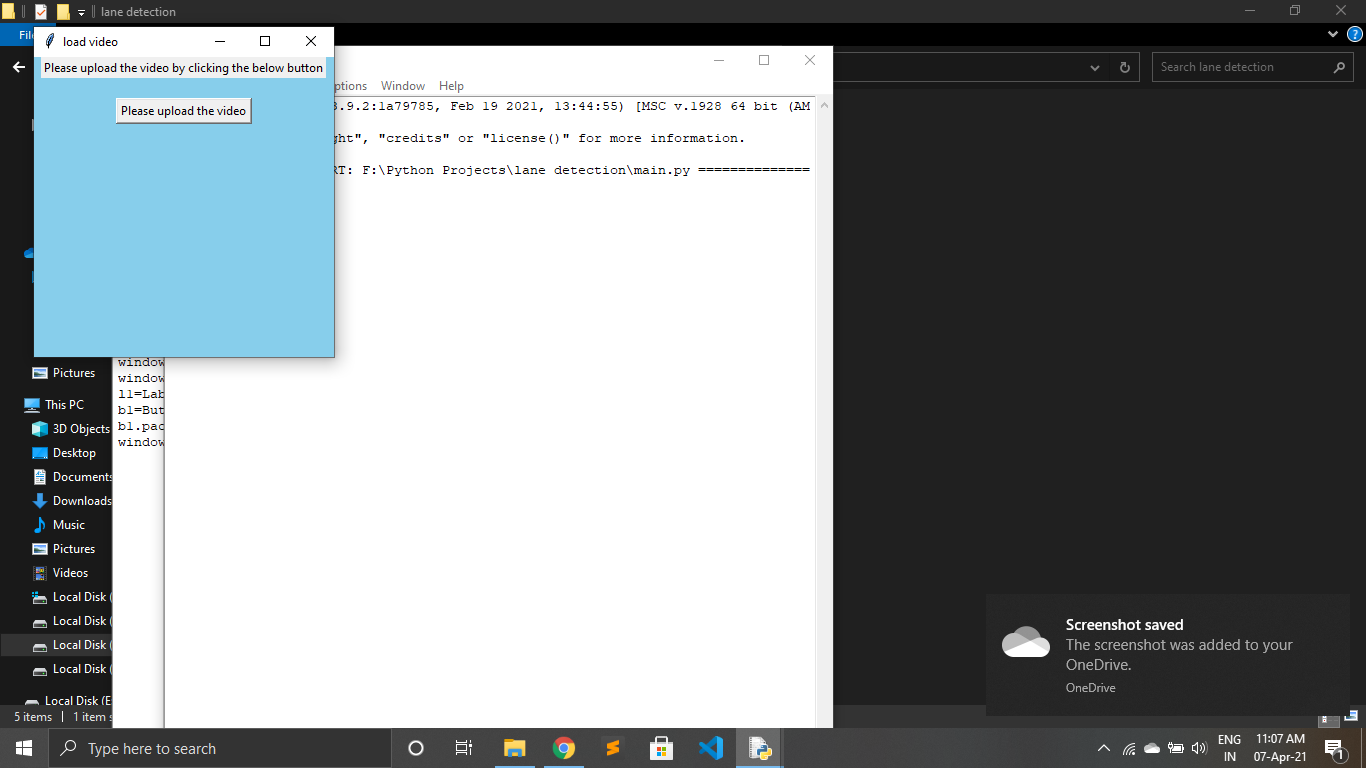 lane detection
Fil
load video
Please upload the video by clicking the below button
Please upload the video
ptions Window Help
3.9.2:1a79785, Feb 19 2021, 13:44:55) [MSC v.1928 64 bit (AM
ght", "credits" or "license()" for more information.
RT: F:\Python Projects\lane detection\main.py ==============
Search lane detection
window
window
l1=Lab
b1=But
b1.pac
window
Pictures
This PC
3D Objects
Desktop
Documents
Downloads
Music
Pictures
Videos
Local Disk (
Local Disk (
Local Disk (
Local Disk (
Local Disk (E
5 items 1 item s
Screenshot saved
The screenshot was added to your
OneDrive.
OneDrive
Type here to search
ENG
IN
11:07 AM
07-Apr-21
1